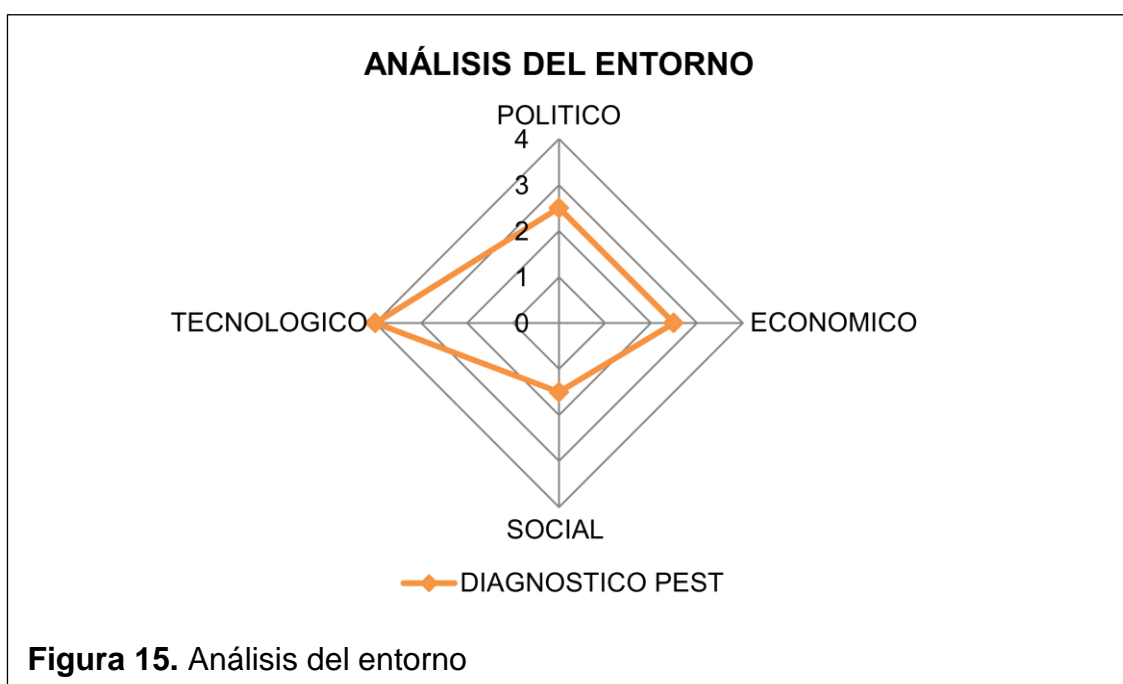 ANÁLISIS DEL ENTORNO
POLITICO
4
3
2
1
TECNOLOGICO 0 ECONOMICO
SOCIAL
DIAGNOSTICO PEST
Figura 15. Análisis del entorno